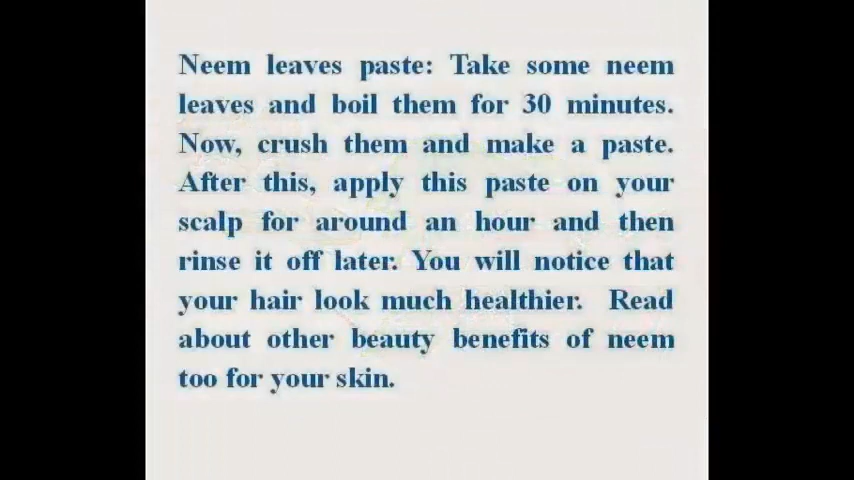 Neem leaves paste: Take some neem
leaves and boil them for 30 minutes.
Now, crush them and make a paste.
After this, apply this paste on your
scalp for around an hour and then
rinse it off later. You will notice that
your hair look much healthier. Read
about other beauty benefits of neem
too for your skin.